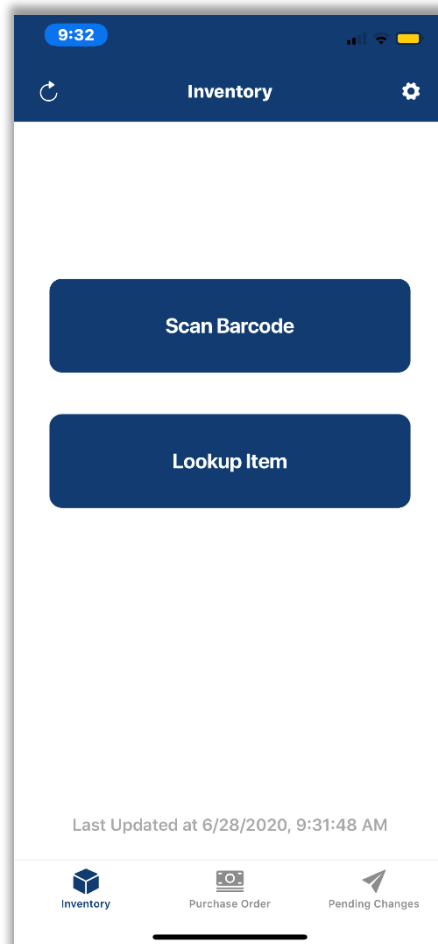 9:32
Inventory
Scan Barcode
Lookup Item
Last Updated at 6/28/2020, 9:31:48 AM
Inventory
Purchase Order
Pending Changes